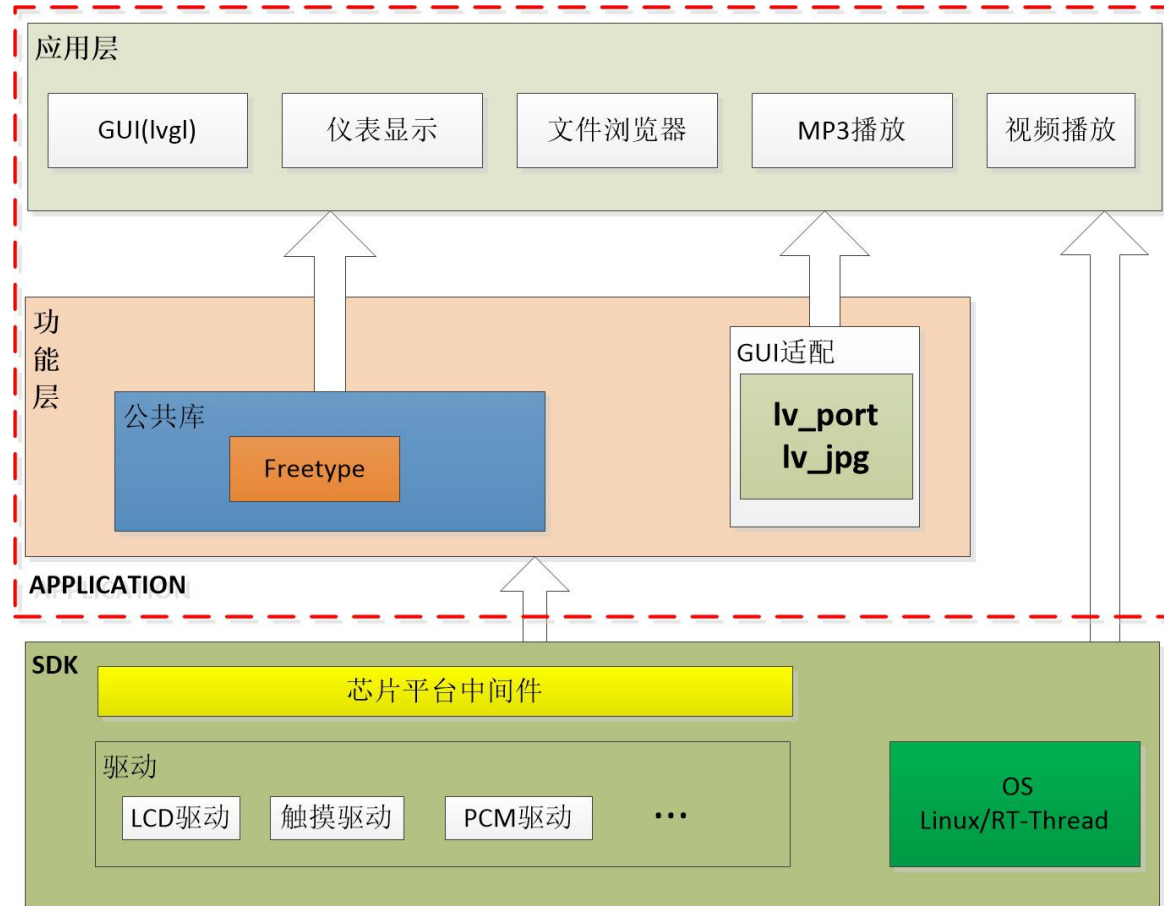 应用层
GUI(lvgl)
仪表显示
文件浏览器
MP3播放
视频播放
功
能
层
公共库
Freetype
GUI适配
lv_port
lv_jpg
APPLICATION
SDK
芯片平台中间件
驱动
LCD驱动
触摸驱动
PCM驱动
...
OS
Linux/RT-Thread